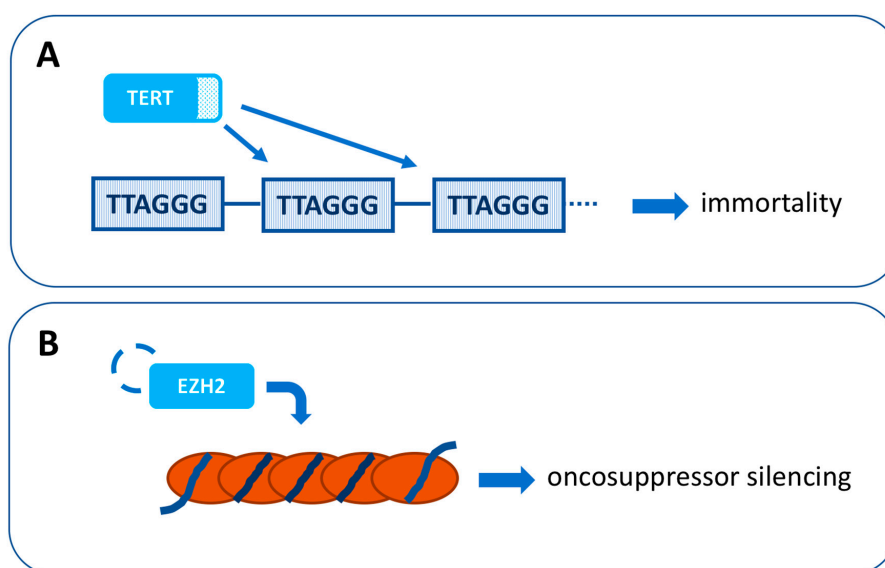 A
TERT
TTAGGG TTAGGG TTAGGG immortality
B
EZH2
oncosuppressor silencing